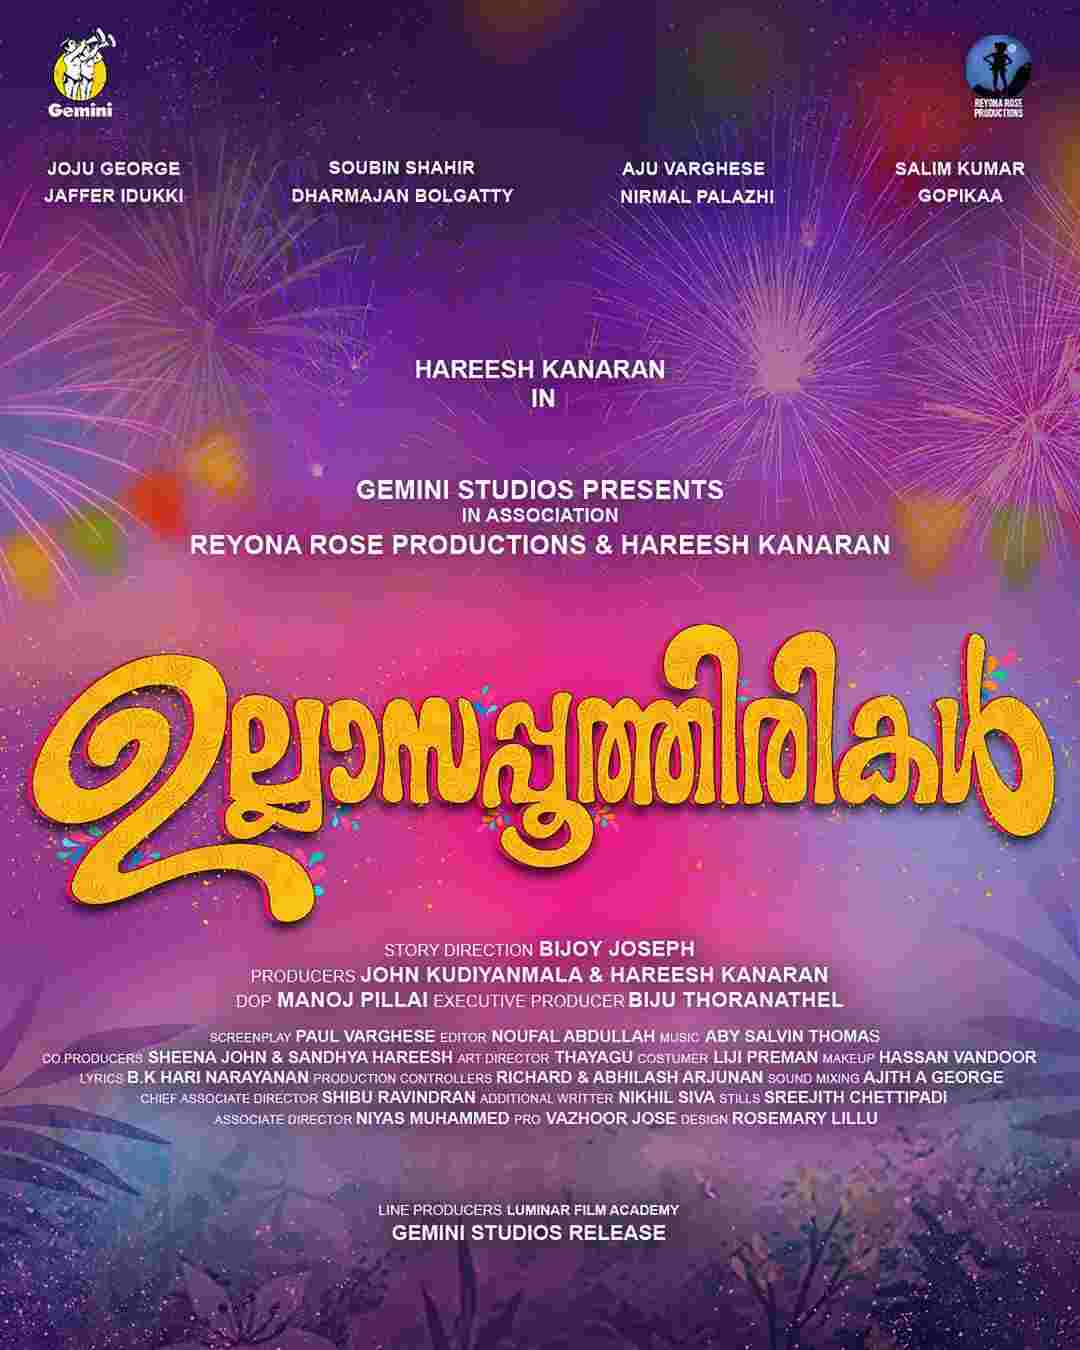 Gemini
REYONA ROSE
PRODUCTIONS
JOJU GEORGE SOUBIN SHAHIR AJU VARGHESE SALIM KUMAR
JAFFER IDUKKI DHARMAJAN BOLGATTY NIRMAL PALAZHI GOPIKAA
HAREESH KANARAN
IN
GEMINI STUDIOS PRESENTS
IN ASSOCIATION
REYONA ROSE PRODUCTIONS & HAREESH KANARAN
ഉല്ലാസപ്പൂത്തിരികൾ
STORY DIRECTION BIJOY JOSEPH
PRODUCERS JOHN KUDIYANMALA & HAREESH KANARAN
DOP MANOJ PILLAI EXECUTIVE PRODUCER BIJU THORANATHEL
SCREENPLAY PAUL VARGHESE EDITOR NOUFAL ABDULLAH MUSIC ABY SALVIN THOMAS
CO.PRODUCERS SHEENA JOHN & SANDHYA HAREESH ART DIRECTOR THAYAGU COSTUMER LIJI PREMAN MAKEUP HASSAN VANDOOR
LYRICS B.K HARI NARAYANAN PRODUCTION CONTROLLERS RICHARD & ABHILASH ARJUNAN SOUND MIXING AJITH A GEORGE
CHIEF ASSOCIATE DIRECTOR SHIBU RAVINDRAN ADDITIONAL WRITTER NIKHIL SIVA STILLS SREEJITH CHETTIPADI
ASSOCIATE DIRECTOR NIYAS MUHAMMED PRO VAZHOOR JOSE DESIGN ROSEMARY LILLU
LINE PRODUCERS LUMINAR FILM ACADEMY
GEMINI STUDIOS RELEASE